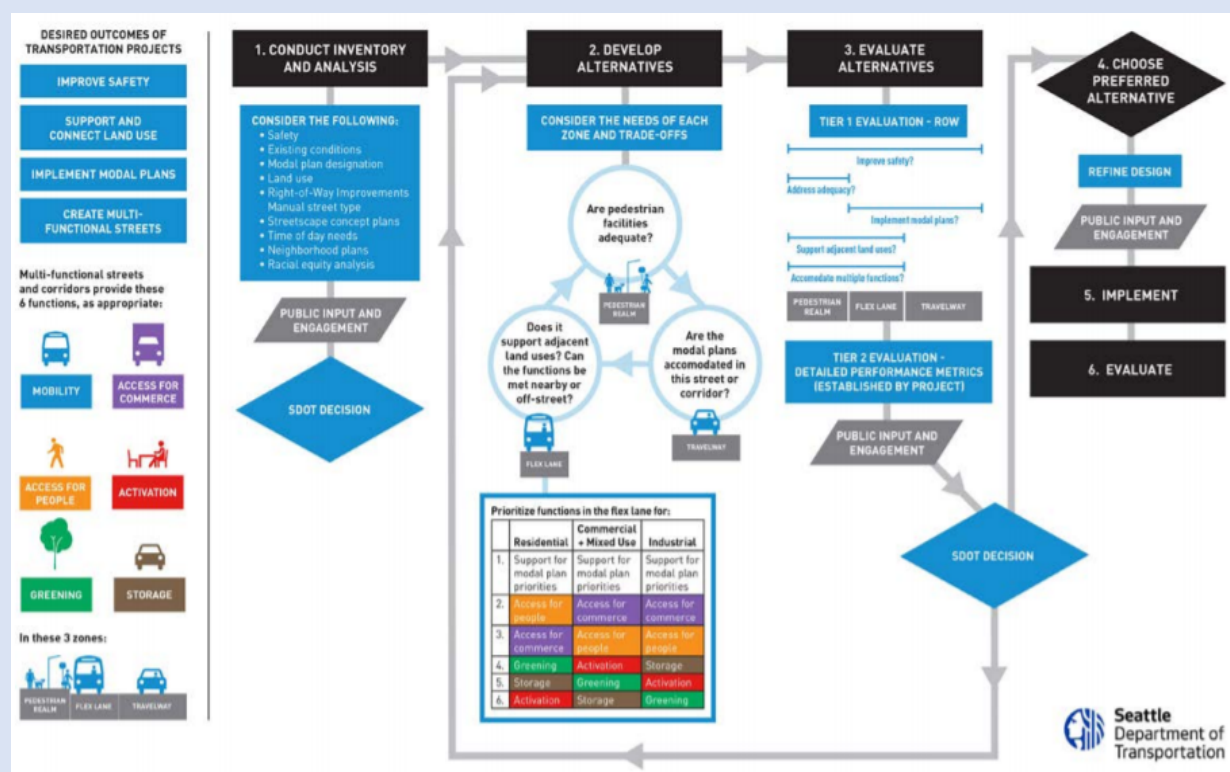 DESIRED OUTCOMES OF
TRANSPORTATION PROJECTS
IMPROVE SAFETY
SUPPORT AND
CONNECT LAND USE
IMPLEMENT MODAL PLANS
CREATE MULTI-
FUNCTIONAL STREETS
Multi-functional streets
and corridors provide these
6 functions, as appropriate:
MOBILITY
ACCESS FOR
COMMERCE
ACCESS FOR
PEOPLE
ACTIVATION
GREENING
STORAGE
In these 3 zones:
PEDESTRIAN
REALM
FLEX LANE
TRAVELWAY
1. CONDUCT INVENTORY
AND ANALYSIS
CONSIDER THE FOLLOWING:
• Safety
• Existing conditions
• Modal plan designation
• Land use
• Right-of-Way Improvements
Manual street type
• Streetscape concept plans
• Time of day needs
• Neighborhood plans
• Racial equity analysis
PUBLIC INPUT AND
ENGAGEMENT
SDOT DECISION
2. DEVELOP
ALTERNATIVES
CONSIDER THE NEEDS OF EACH
ZONE AND TRADE-OFFS
Are pedestrian
facilities
adequate?
PEDESTRIAN
REALM
Does it
support adjacent
land uses? Can
the functions be
met nearby or
off-street?
FLEX LANE
Are the
modal plans
accomodated in
this street or
corridor?
TRAVELWAY
Prioritize functions in the flex lane for:
Residential
Commercial
+ Mixed Use
Industrial
1. Support for modal plan priorities Support for modal plan priorities Support for modal plan priorities
2. Access for people Access for commerce Access for commerce
3. Access for commerce Access for people Access for people
4. Greening Activation Storage
5. Storage Greening Activation
6. Activation Storage Greening
3. EVALUATE
ALTERNATIVES
TIER 1 EVALUATION - ROW
Improve safety?
Address adequacy?
Implement modal plans?
Support adjacent land uses?
Accomodate multiple functions?
PEDESTRIAN
REALM
FLEX LANE
TRAVELWAY
TIER 2 EVALUATION -
DETAILED PERFORMANCE METRICS
(ESTABLISHED BY PROJECT)
PUBLIC INPUT AND
ENGAGEMENT
SDOT DECISION
4. CHOOSE
PREFERRED
ALTERNATIVE
REFINE DESIGN
PUBLIC INPUT AND
ENGAGEMENT
5. IMPLEMENT
6. EVALUATE
Seattle
Department of
Transportation